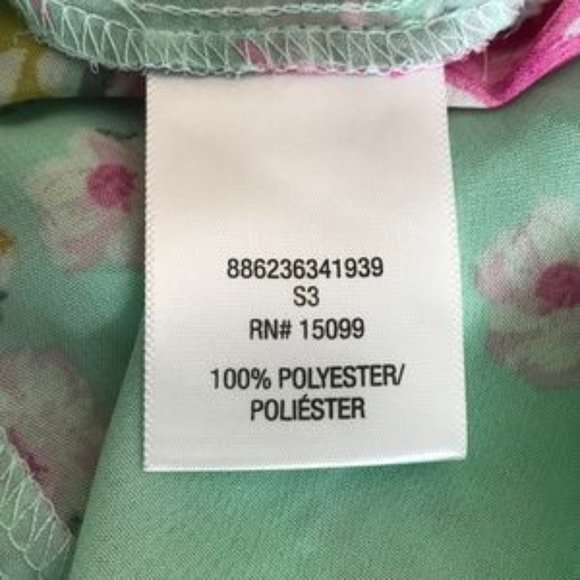 886236341939
S3
RN# 15099
100% POLYESTER/
POLIÉSTER